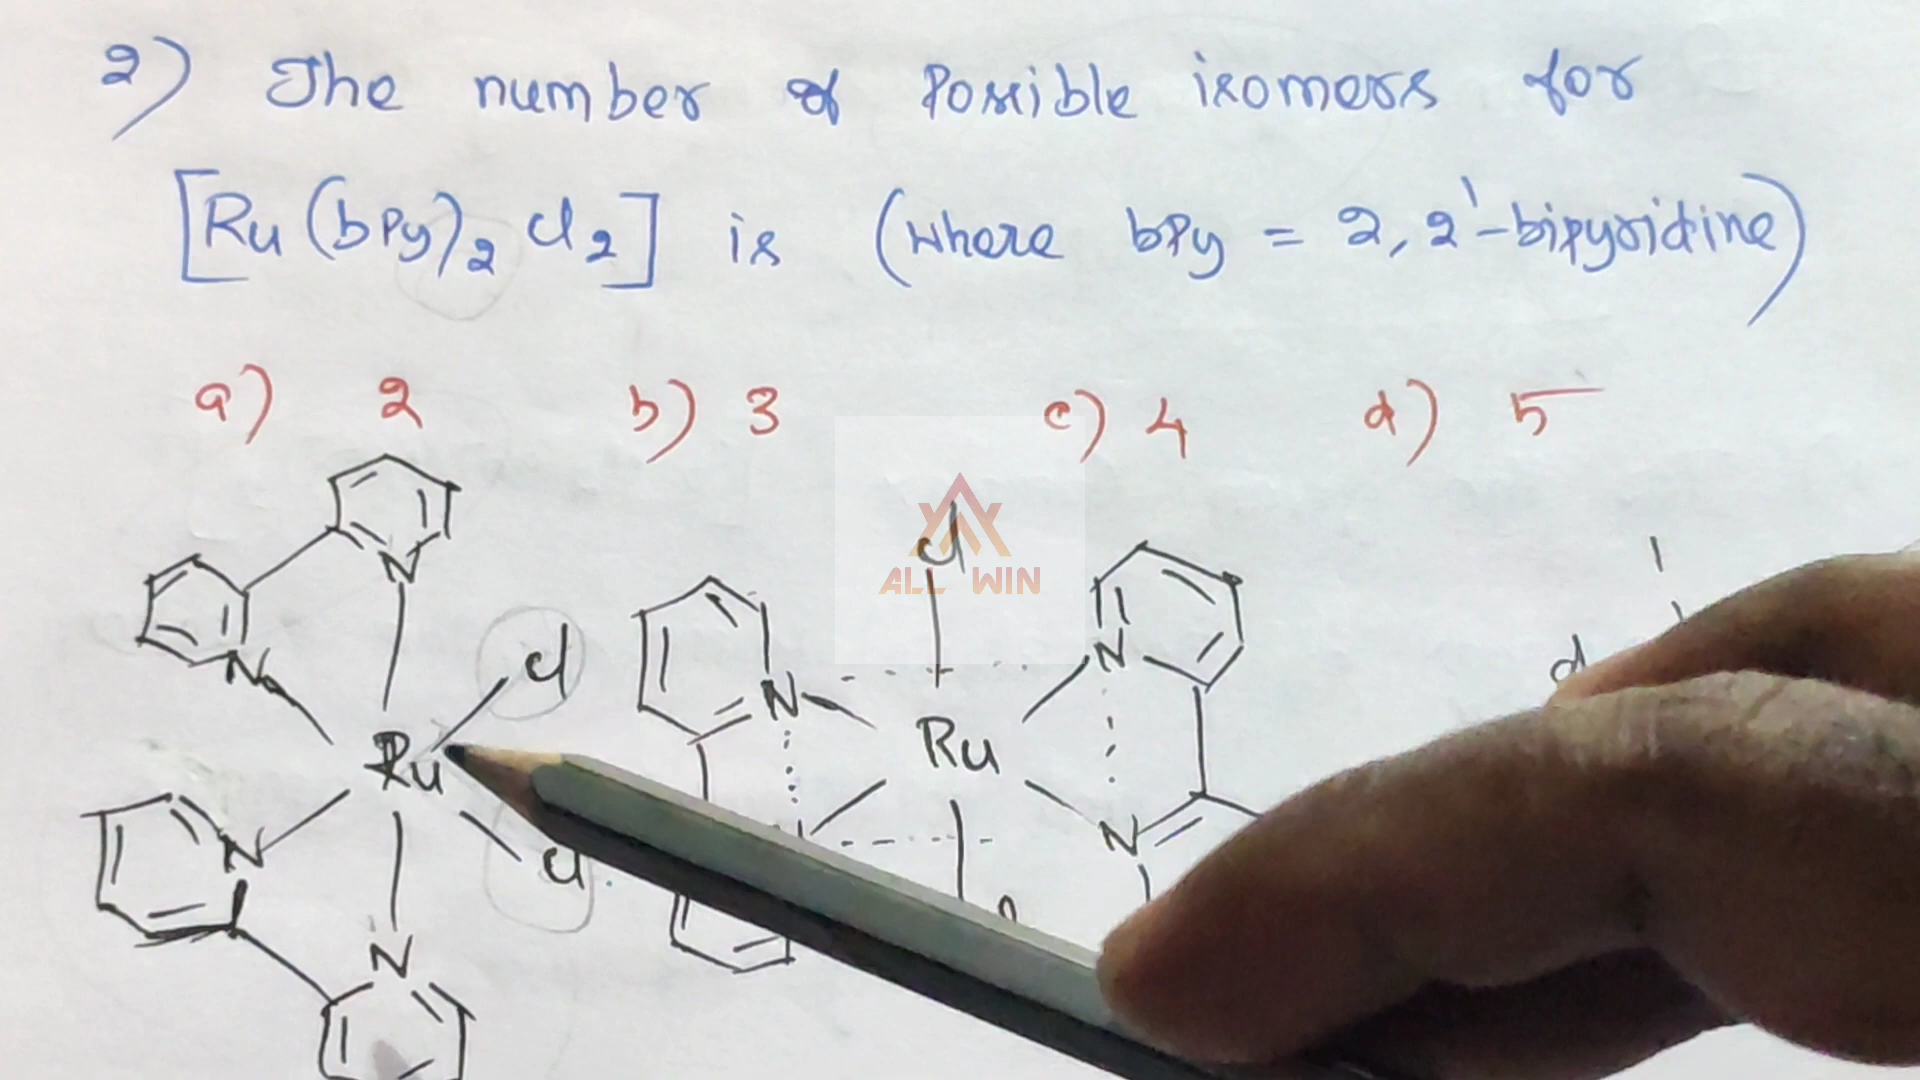 2) The number of Possible isomers for
[Ru(bPy)2 Cl2] is (where bPy = 2,2'-bipyridine)
a) 2 b) 3 c) 4 d) 5
N
Cl
N
Cl
N
ALL WIN
N
Ru
Ru
N
N
Cl
N